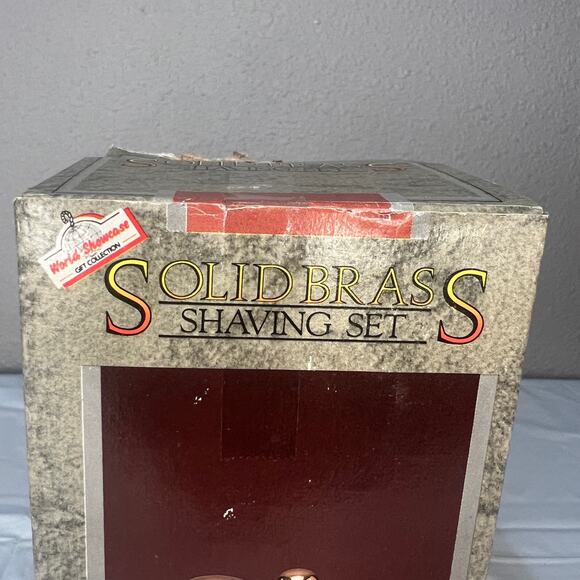 World Showcase
GIFT COLLECTION
SOLID BRASS
SHAVING SET